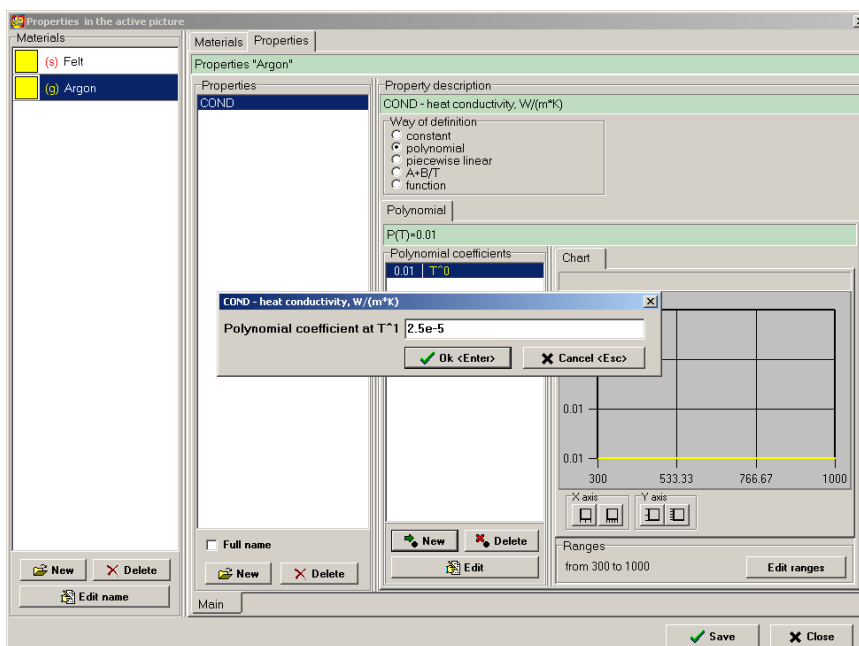 Properties in the active picture
Materials
(s) Felt
(g) Argon
New
Delete
Edit name
Materials
Properties
Properties "Argon"
Properties
COND
Full name
New
Delete
Main
Property description
COND - heat conductivity, W/(m*K)
Way of definition
constant
polynomial
piecewise linear
A+B/T
function
Polynomial
P(T)=0.01
Polynomial coefficients
0.01 T^0
COND - heat conductivity, W/(m*K)
Polynomial coefficient at T^1 2.5e-5
Ok <Enter>
Cancel <Esc>
New
Delete
Edit
Chart
0.01
0.01
300 533.33 766.67 1000
X axis
Y axis
Ranges
from 300 to 1000
Edit ranges
Save
Close